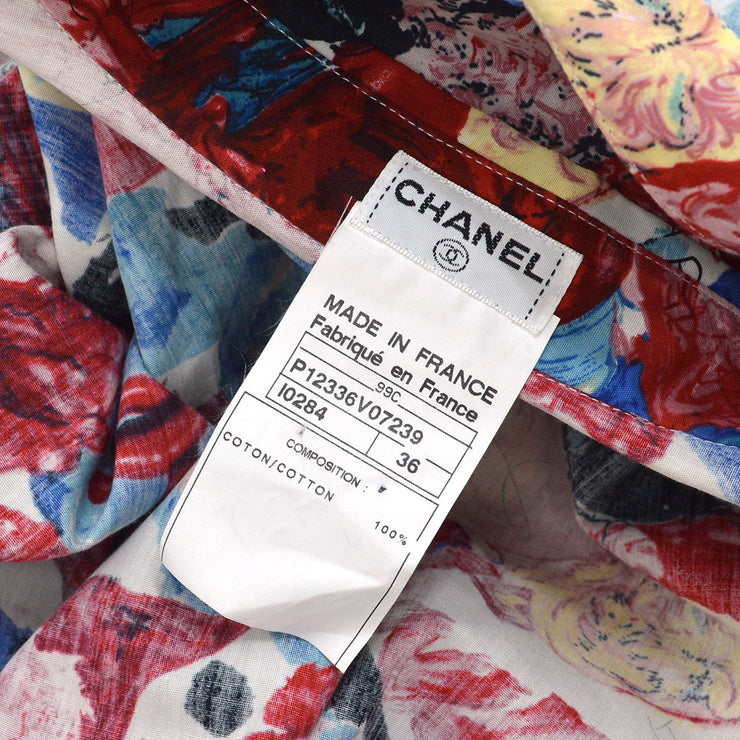 CHANEL
MADE IN FRANCE
Fabriqué en France
99C
P12336V07239
I0284 36
COMPOSITION :
COTON/COTTON 100%